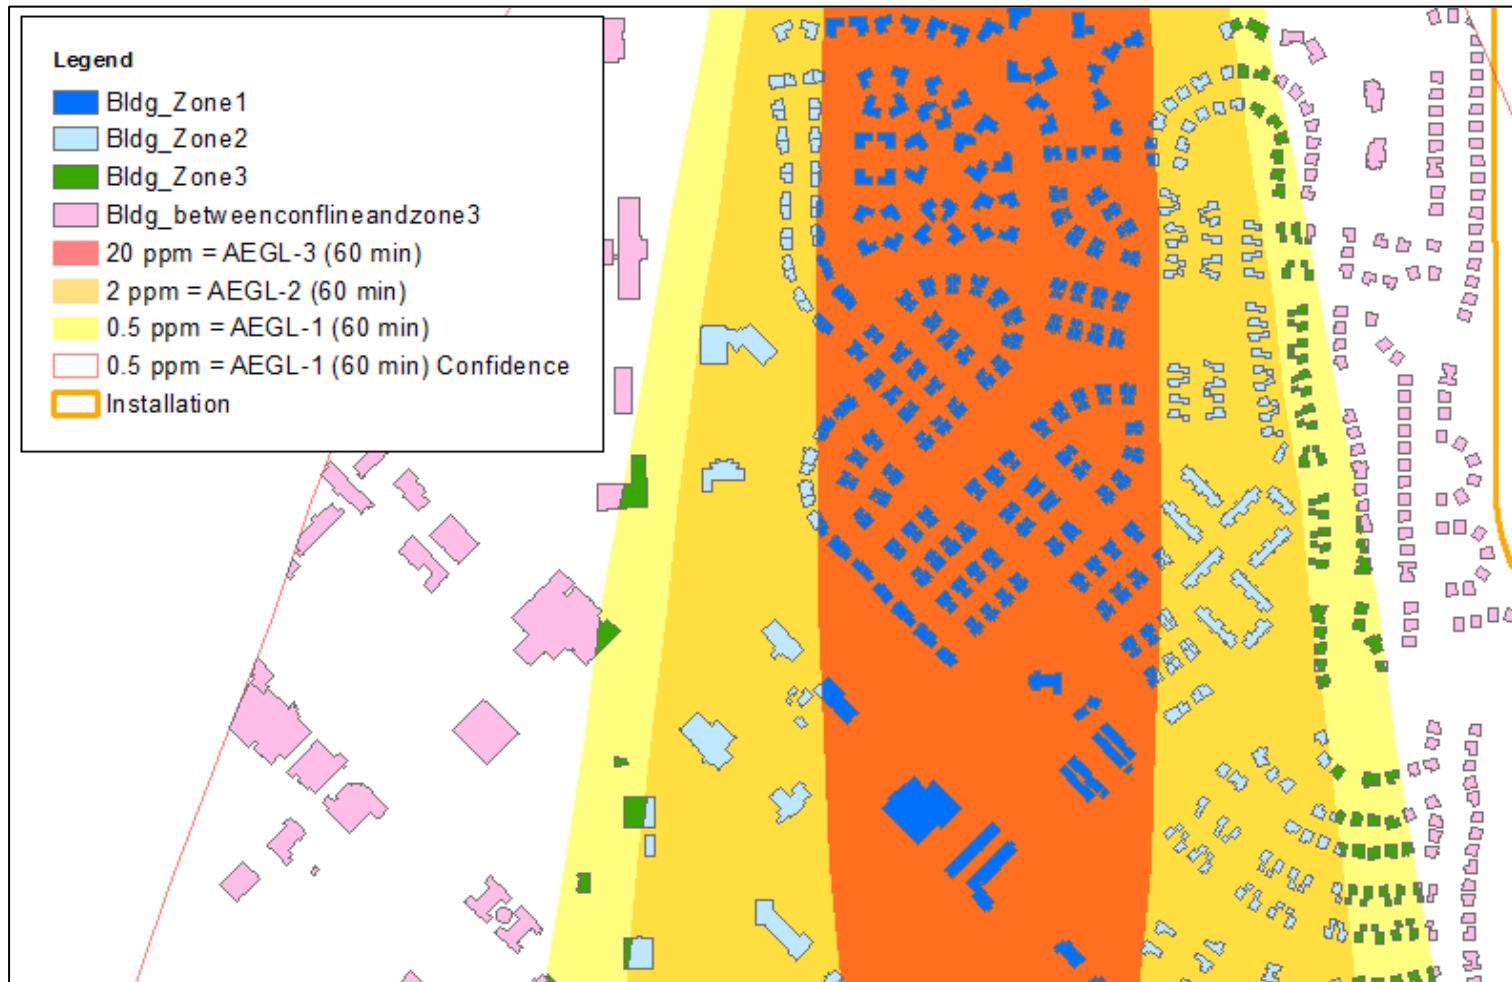 Legend
Bldg_Zone1
Bldg_Zone2
Bldg_Zone3
Bldg_betweenconflineandzone3
20 ppm = AEGL-3 (60 min)
2 ppm = AEGL-2 (60 min)
0.5 ppm = AEGL-1 (60 min)
0.5 ppm = AEGL-1 (60 min) Confidence
Installation